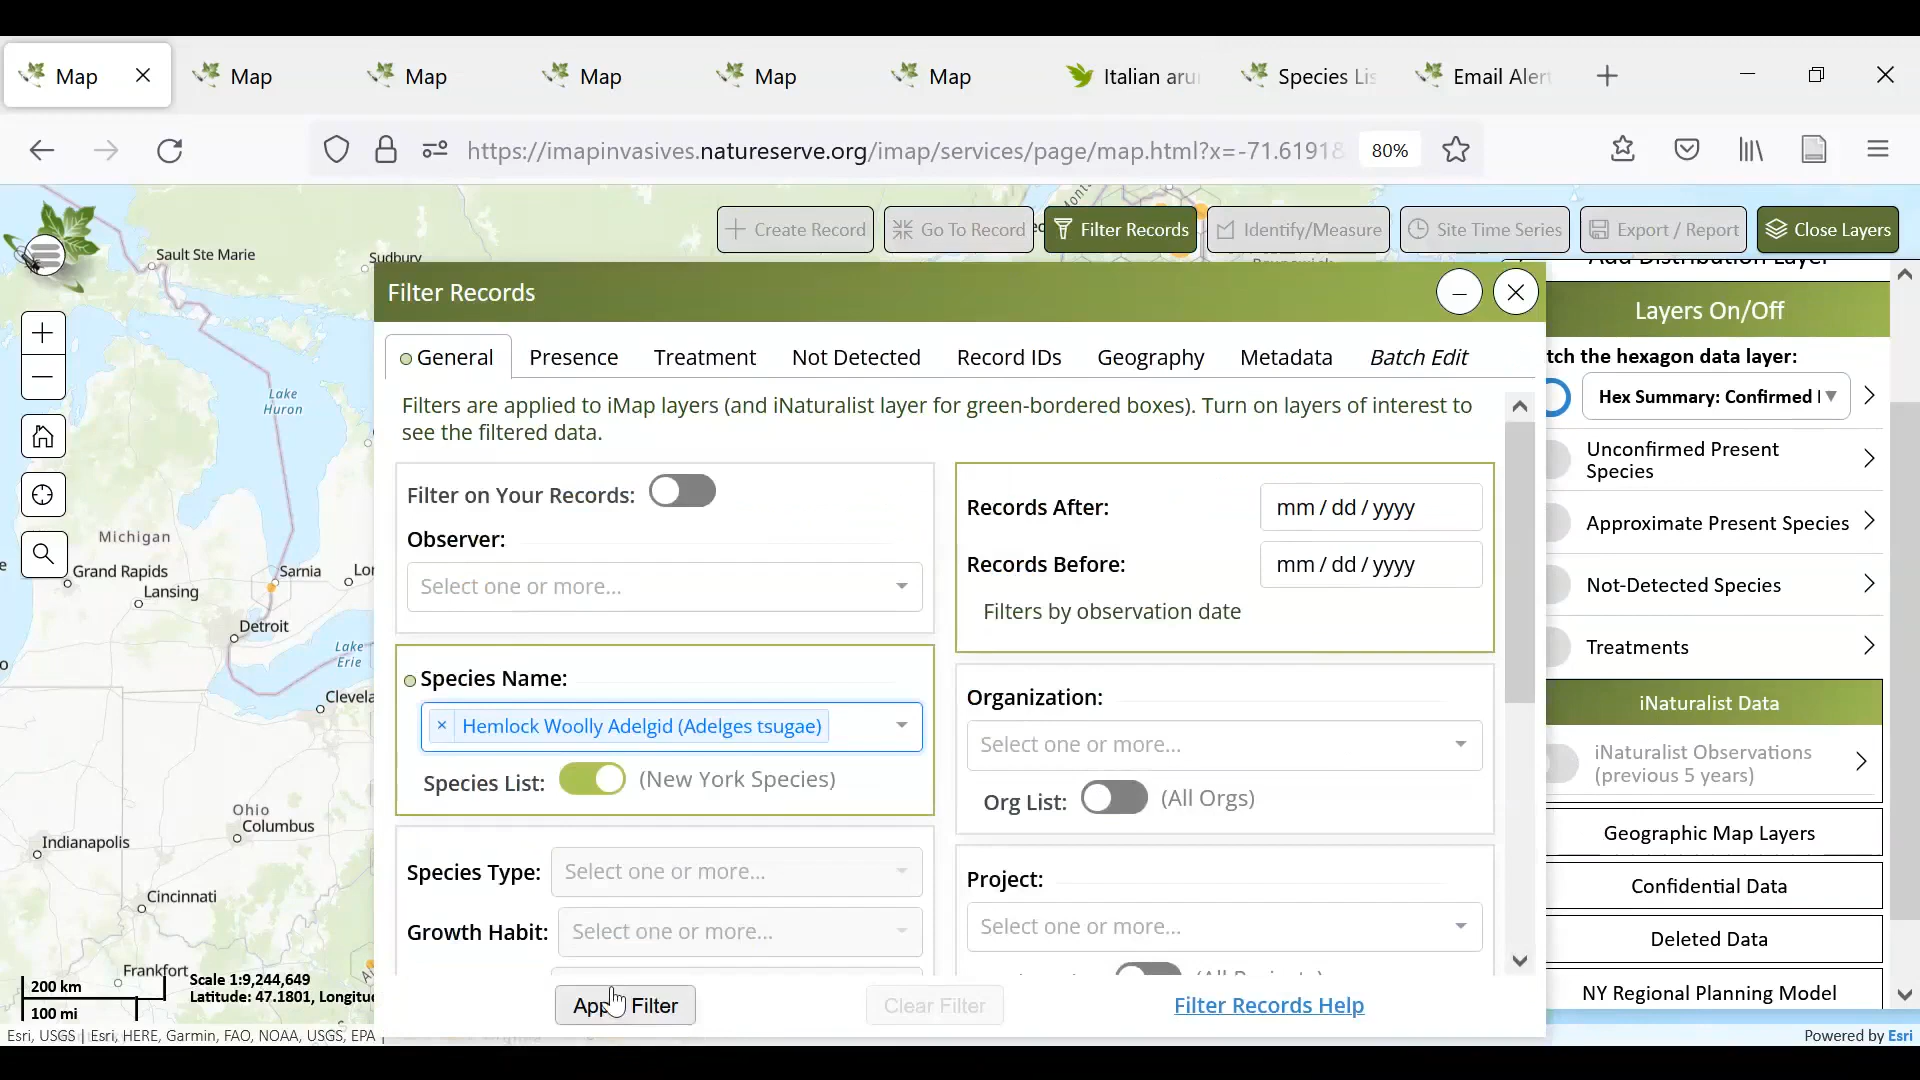 Map
Map
Map
Map
Map
Map
Italian aru
Species Lis
Email Alert
https://imapinvasives.natureserve.org/imap/services/page/map.html?x=-71.6191
80%
Create Record
Go To Record
Filter Records
Identify/Measure
Site Time Series
Export / Report
Close Layers
Sault Ste Marie
Sudbury
Lake
Huron
Michigan
Grand Rapids
Lansing
Sarnia
Detroit
Lake
Erie
Ohio
Columbus
Indianapolis
Cincinnati
Frankfort
200 km
100 mi
Scale 1:9,244,649
Latitude: 47.1801,
Esri, USGS | Esri, HERE, Garmin, FAO, NOAA, USGS, EPA
Filter Records
General
Presence
Treatment
Not Detected
Record IDs
Geography
Metadata
Batch Edit
Filters are applied to iMap layers (and iNaturalist layer for green-bordered boxes). Turn on layers of interest to
see the filtered data.
Filter on Your Records:
Observer:
Select one or more...
Species Name:
× Hemlock Woolly Adelgid (Adelges tsugae)
Species List: (New York Species)
Species Type: Select one or more...
Growth Habit: Select one or more...
Records After: mm / dd / yyyy
Records Before: mm / dd / yyyy
Filters by observation date
Organization:
Select one or more...
Org List: (All Orgs)
Project:
Select one or more...
Filter
Clear Filter
Filter Records Help
Layers On/Off
tch the hexagon data layer:
Hex Summary: Confirmed
Unconfirmed Present
Species
Approximate Present Species
Not-Detected Species
Treatments
iNaturalist Data
iNaturalist Observations
(previous 5 years)
Geographic Map Layers
Confidential Data
Deleted Data
NY Regional Planning Model
Powered by Esri